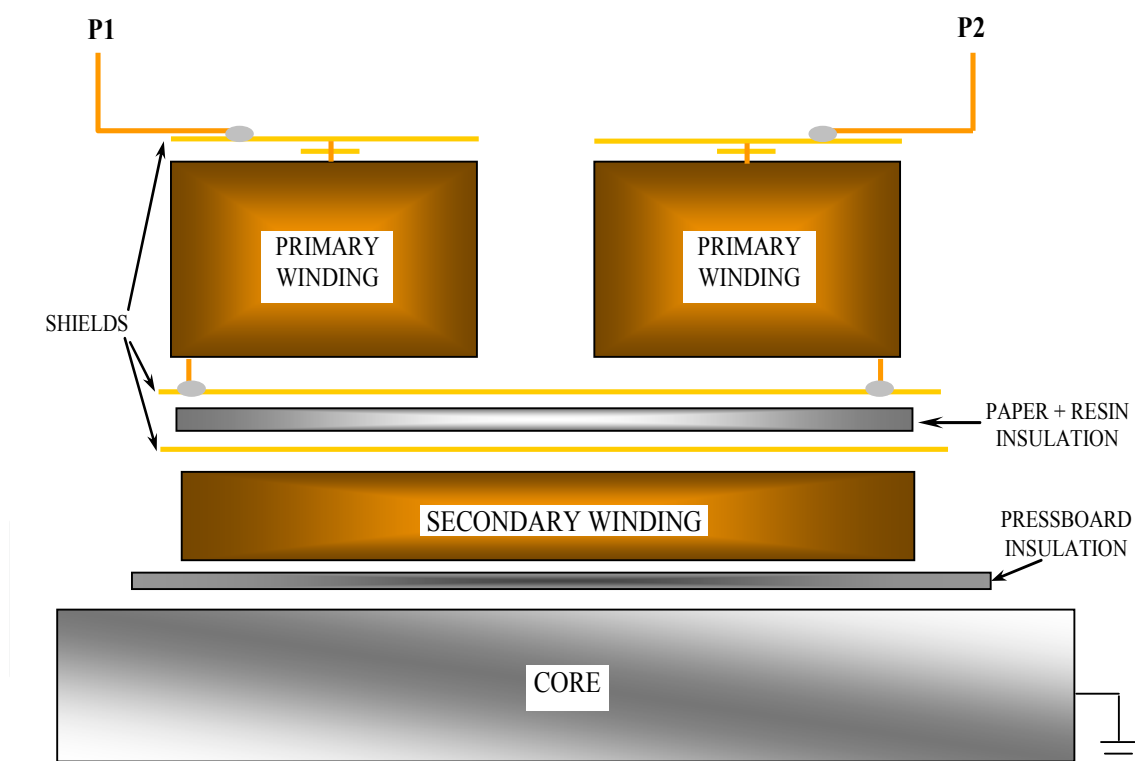 P1
P2
PRIMARY
WINDING
PRIMARY
WINDING
SHIELDS
PAPER + RESIN
INSULATION
SECONDARY WINDING
PRESSBOARD
INSULATION
CORE